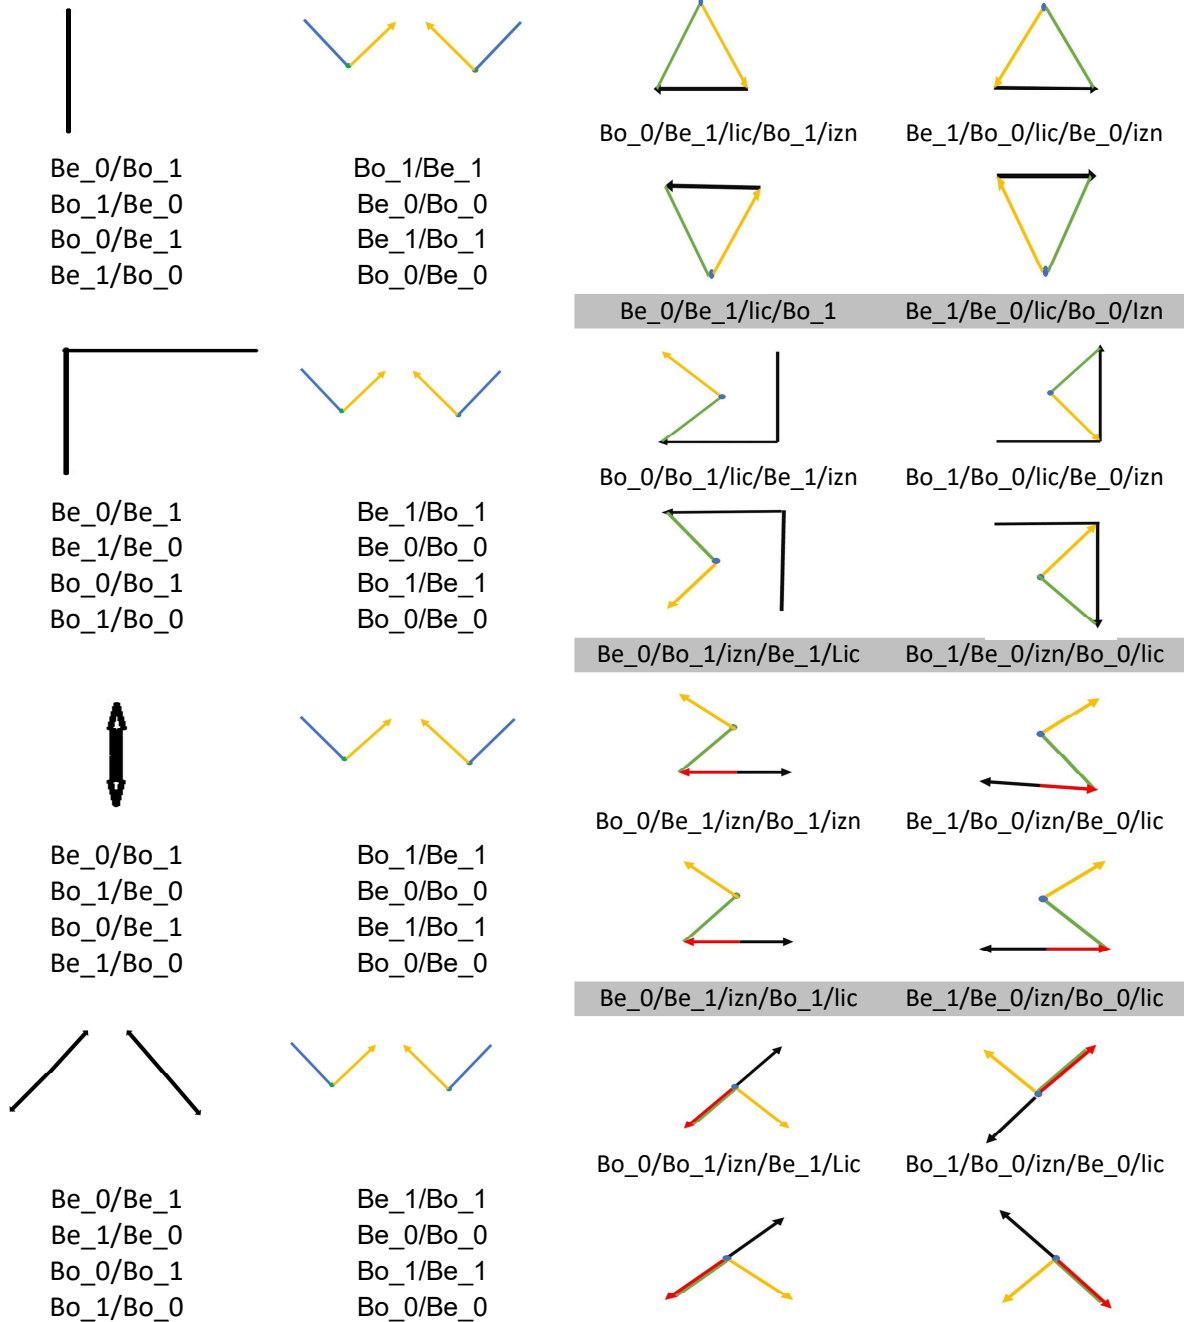 Bo_0/Be_1/lic/Bo_1/izn Be_1/Bo_0/lic/Be_0/izn
Be_0/Bo_1 Bo_1/Be_1
Bo_1/Be_0 Be_0/Bo_0
Bo_0/Be_1 Be_1/Bo_1
Be_1/Bo_0 Bo_0/Be_0
Be_0/Be_1/lic/Bo_1 Be_1/Be_0/lic/Bo_0/Izn
Bo_0/Bo_1/lic/Be_1/izn Bo_1/Bo_0/lic/Be_0/izn
Be_0/Be_1 Be_1/Bo_1
Be_1/Be_0 Be_0/Bo_0
Bo_0/Bo_1 Bo_1/Be_1
Bo_1/Bo_0 Bo_0/Be_0
Be_0/Bo_1/izn/Be_1/Lic Bo_1/Be_0/izn/Bo_0/lic
Bo_0/Be_1/izn/Bo_1/izn Be_1/Bo_0/izn/Be_0/lic
Be_0/Bo_1 Bo_1/Be_1
Bo_1/Be_0 Be_0/Bo_0
Bo_0/Be_1 Be_1/Bo_1
Be_1/Bo_0 Bo_0/Be_0
Be_0/Be_1/izn/Bo_1/lic Be_1/Be_0/izn/Bo_0/lic
Bo_0/Bo_1/izn/Be_1/Lic Bo_1/Bo_0/izn/Be_0/lic
Be_0/Be_1 Be_1/Bo_1
Be_1/Be_0 Be_0/Bo_0
Bo_0/Bo_1 Bo_1/Be_1
Bo_1/Bo_0 Bo_0/Be_0